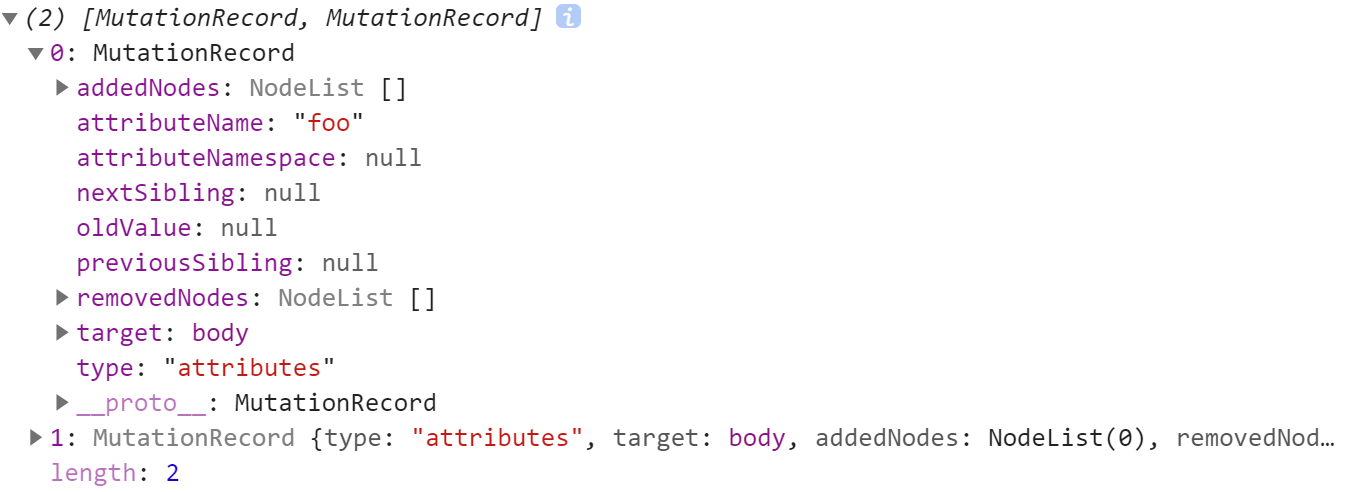 (2) [MutationRecord, MutationRecord] i
0: MutationRecord
addedNodes: NodeList []
attributeName: "foo"
attributeNamespace: null
nextSibling: null
oldValue: null
previousSibling: null
removedNodes: NodeList []
target: body
type: "attributes"
__proto__: MutationRecord
1: MutationRecord {type: "attributes", target: body, addedNodes: NodeList(0), removedNod…
length: 2